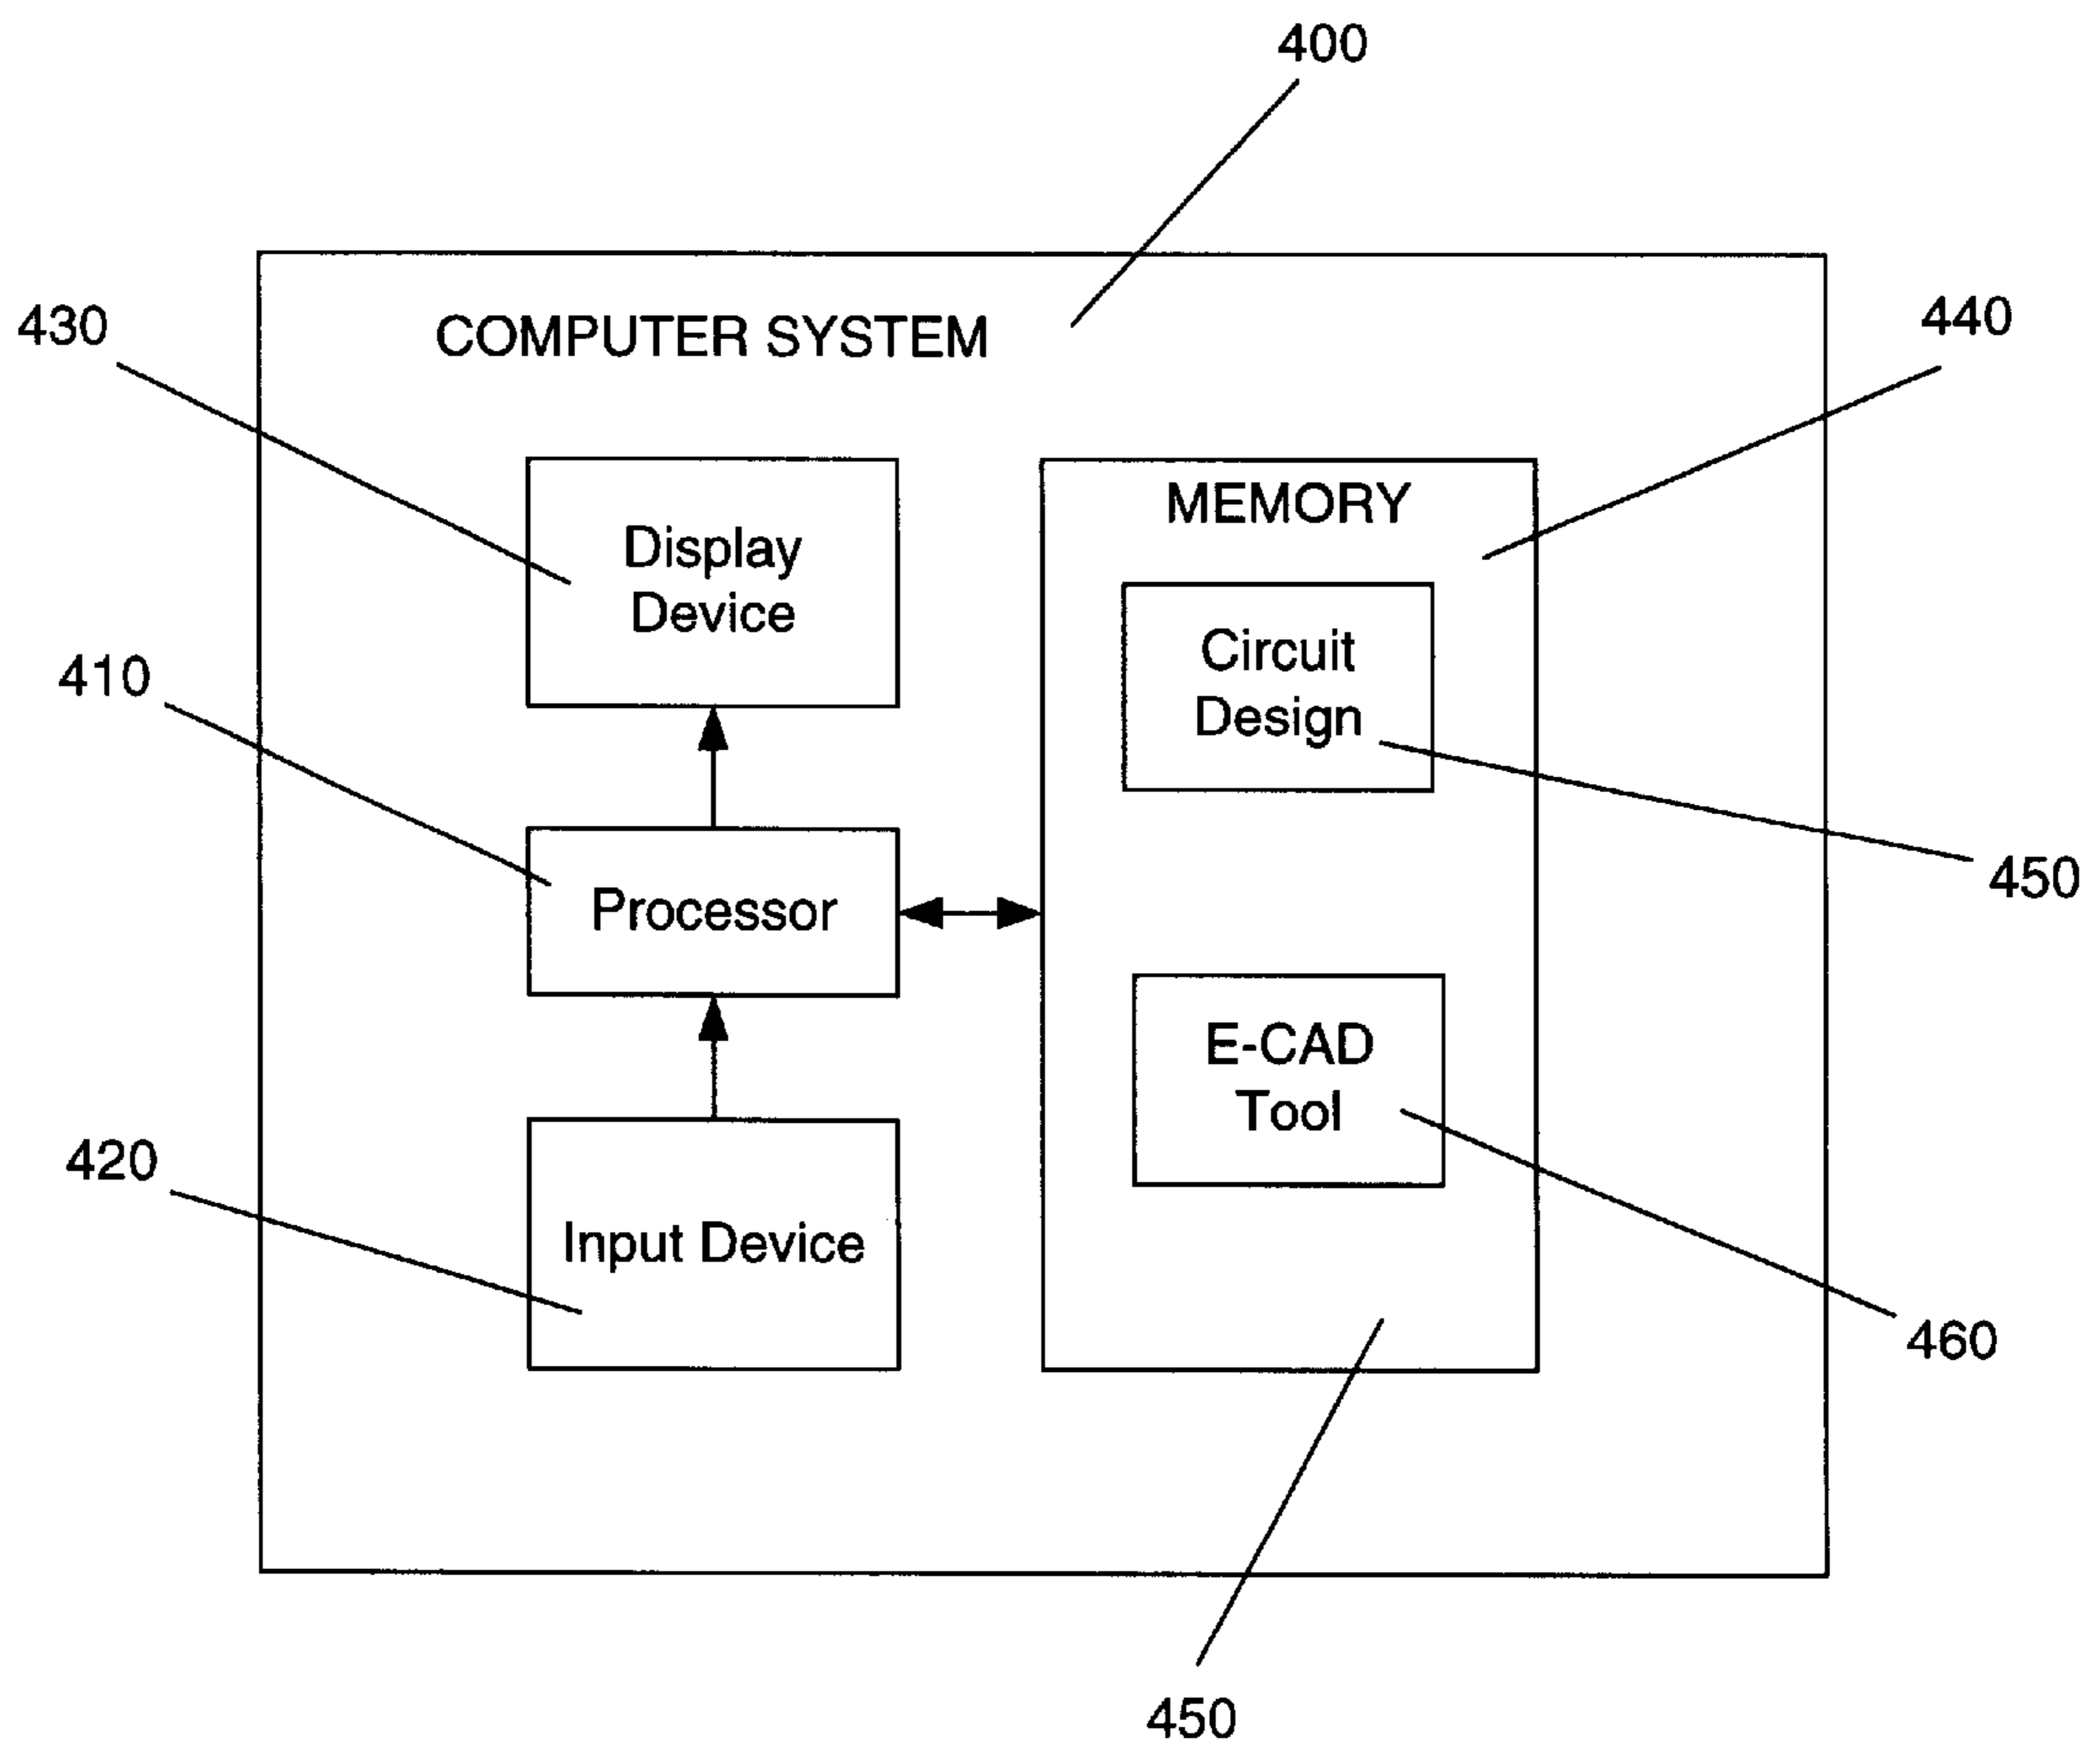 400
COMPUTER SYSTEM
430
440
MEMORY
Display
Device
Circuit
Design
410
450
Processor
E-CAD
Tool
420
Input Device
460
450